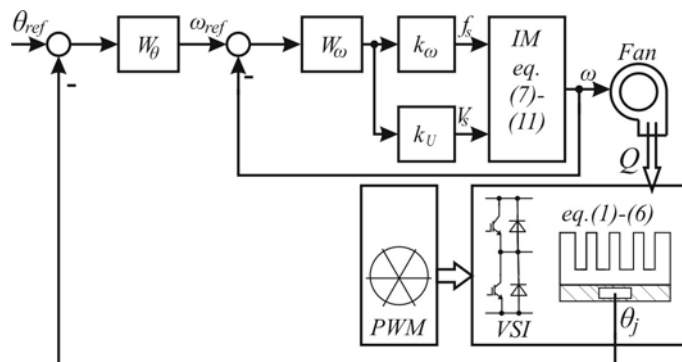 θref
Wθ
ωref
Wω
kω
fs
IM
eq.
(7)-
(11)
ω
Fan
-
-
kU
Vs
Q
eq.(1)-(6)
PWM
VSI
θj